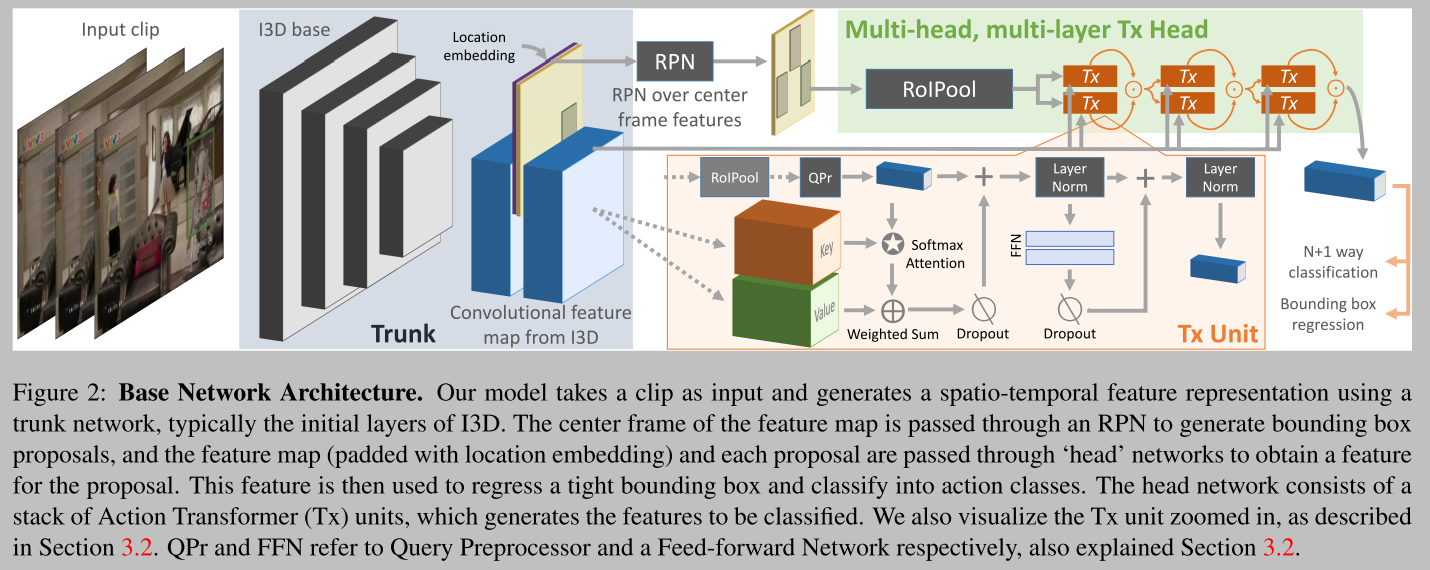 Input clip
I3D base
Location
embedding
RPN
RPN over center
frame features
Multi-head, multi-layer Tx Head
RoIPool
Tx
Tx
Tx
Tx
Tx
Tx
Trunk
Convolutional feature
map from I3D
RoIPool
QPr
Layer
Norm
Layer
Norm
Key
Softmax
Attention
FFN
Value
Weighted Sum
Dropout
Dropout
Tx Unit
N+1 way
classification
Bounding box
regression
Figure 2: Base Network Architecture. Our model takes a clip as input and generates a spatio-temporal feature representation using a
trunk network, typically the initial layers of I3D. The center frame of the feature map is passed through an RPN to generate bounding box
proposals, and the feature map (padded with location embedding) and each proposal are passed through ‘head’ networks to obtain a feature
for the proposal. This feature is then used to regress a tight bounding box and classify into action classes. The head network consists of a
stack of Action Transformer (Tx) units, which generates the features to be classified. We also visualize the Tx unit zoomed in, as described
in Section 3.2. QPr and FFN refer to Query Preprocessor and a Feed-forward Network respectively, also explained Section 3.2.